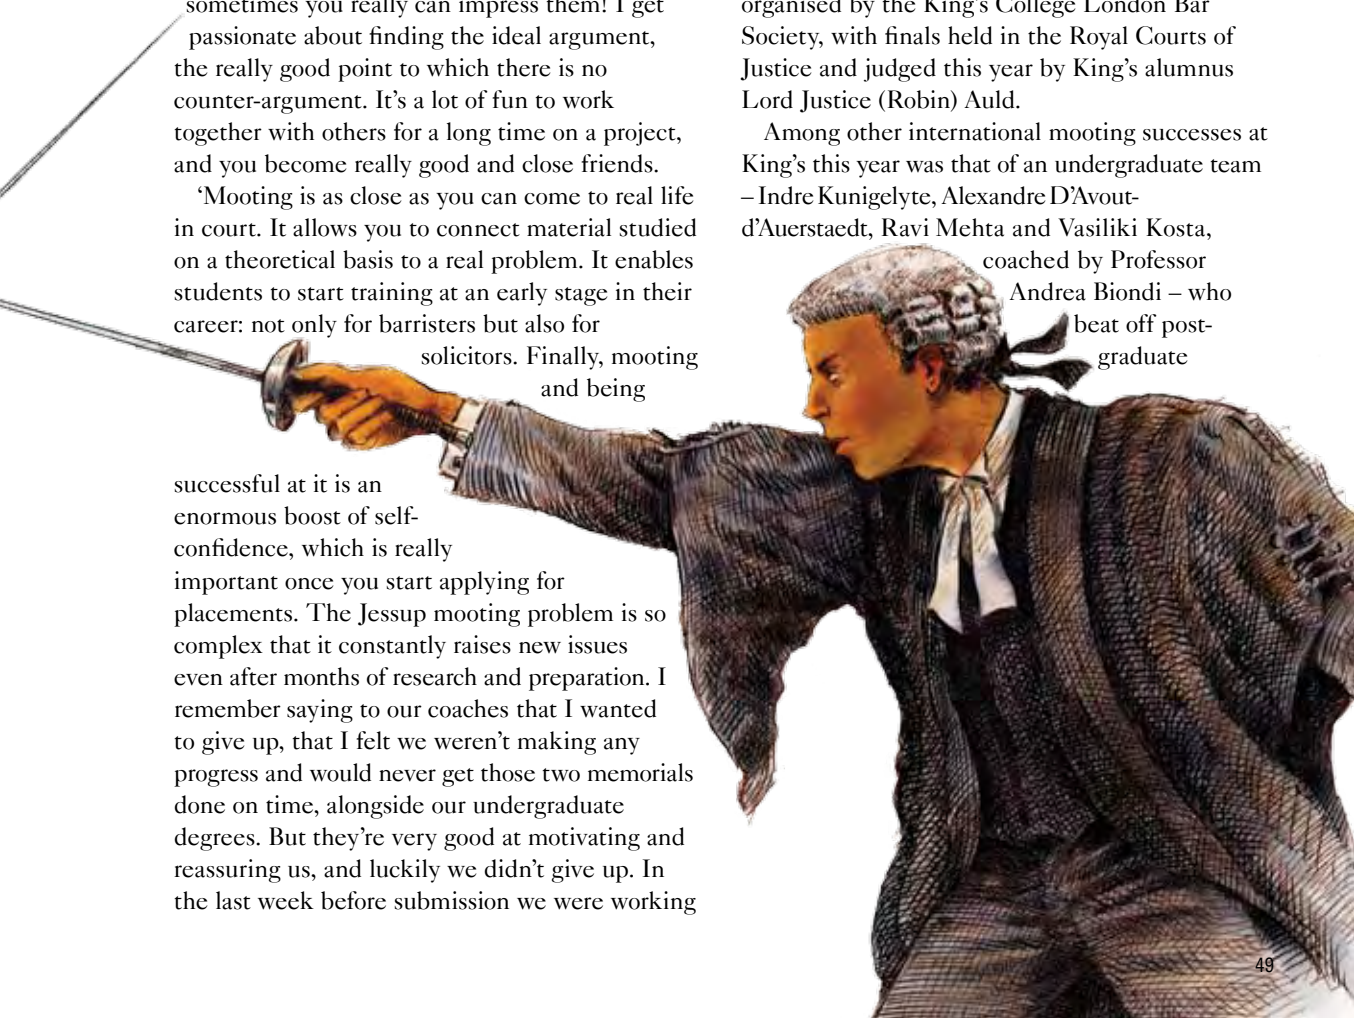 sometimes you really can impress them! I get
passionate about finding the ideal argument,
the really good point to which there is no
counter-argument. It's a lot of fun to work
together with others for a long time on a project,
and you become really good and close friends.
‘Mooting is as close as you can come to real life
in court. It allows you to connect material studied
on a theoretical basis to a real problem. It enables
students to start training at an early stage in their
career: not only for barristers but also for
solicitors. Finally, mooting
and being
successful at it is an
enormous boost of self-
confidence, which is really
important once you start applying for
placements. The Jessup mooting problem is so
complex that it constantly raises new issues
even after months of research and preparation. I
remember saying to our coaches that I wanted
to give up, that I felt we weren't making any
progress and would never get those two memorials
done on time, alongside our undergraduate
degrees. But they're very good at motivating and
reassuring us, and luckily we didn't give up. In
the last week before submission we were working
organised by the King's College London Bar
Society, with finals held in the Royal Courts of
Justice and judged this year by King's alumnus
Lord Justice (Robin) Auld.
Among other international mooting successes at
King's this year was that of an undergraduate team
– Indre Kunigelyte, Alexandre D'Avout-
d'Auerstaedt, Ravi Mehta and Vasiliki Kosta,
coached by Professor
Andrea Biondi – who
beat off post-
graduate
49